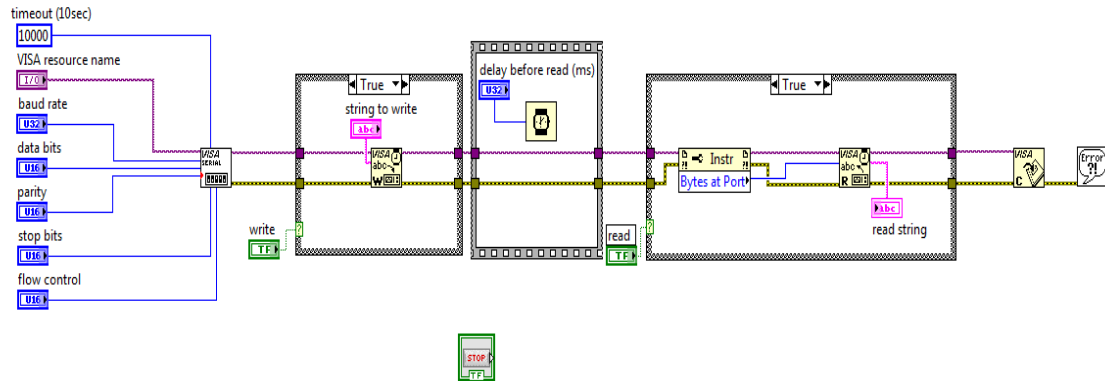 timeout (10sec)
10000
VISA resource name
I/O
baud rate
U32
data bits
U16
parity
U16
stop bits
U16
flow control
U16
VISA
SERIAL
True
string to write
abc
VISA
abc
W
write
TF
?
delay before read (ms)
U32
True
Instr
?!
?!
Bytes at Port
VISA
abc
R
abc
read string
read
TF
?
VISA
C
Error
?!
STOP
TF